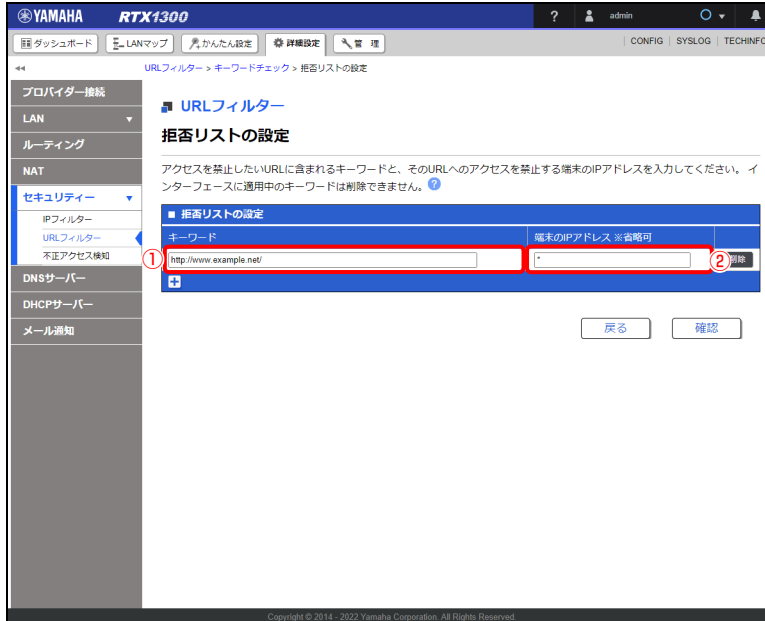 YAMAHA RTX1300 ? admin
ダッシュボード LANマップ かんたん設定 詳細設定 管 理 CONFIG SYSLOG TECHINFO
URLフィルター > キーワードチェック > 拒否リストの設定
プロバイダー接続
LAN
ルーティング
NAT
セキュリティー
IPフィルター
URLフィルター
不正アクセス検知
DNSサーバー
DHCPサーバー
メール通知
URLフィルター
拒否リストの設定
アクセスを禁止したいURLに含まれるキーワードと、そのURLへのアクセスを禁止する端末のIPアドレスを入力してください。 イ
ンターフェースに適用中のキーワードは削除できません。 ?
■ 拒否リストの設定
キーワード 端末のIPアドレス ※省略可
① http://www.example.net/ * ② 削除
+
戻る 確認
Copyright © 2014 - 2022 Yamaha Corporation. All Rights Reserved.